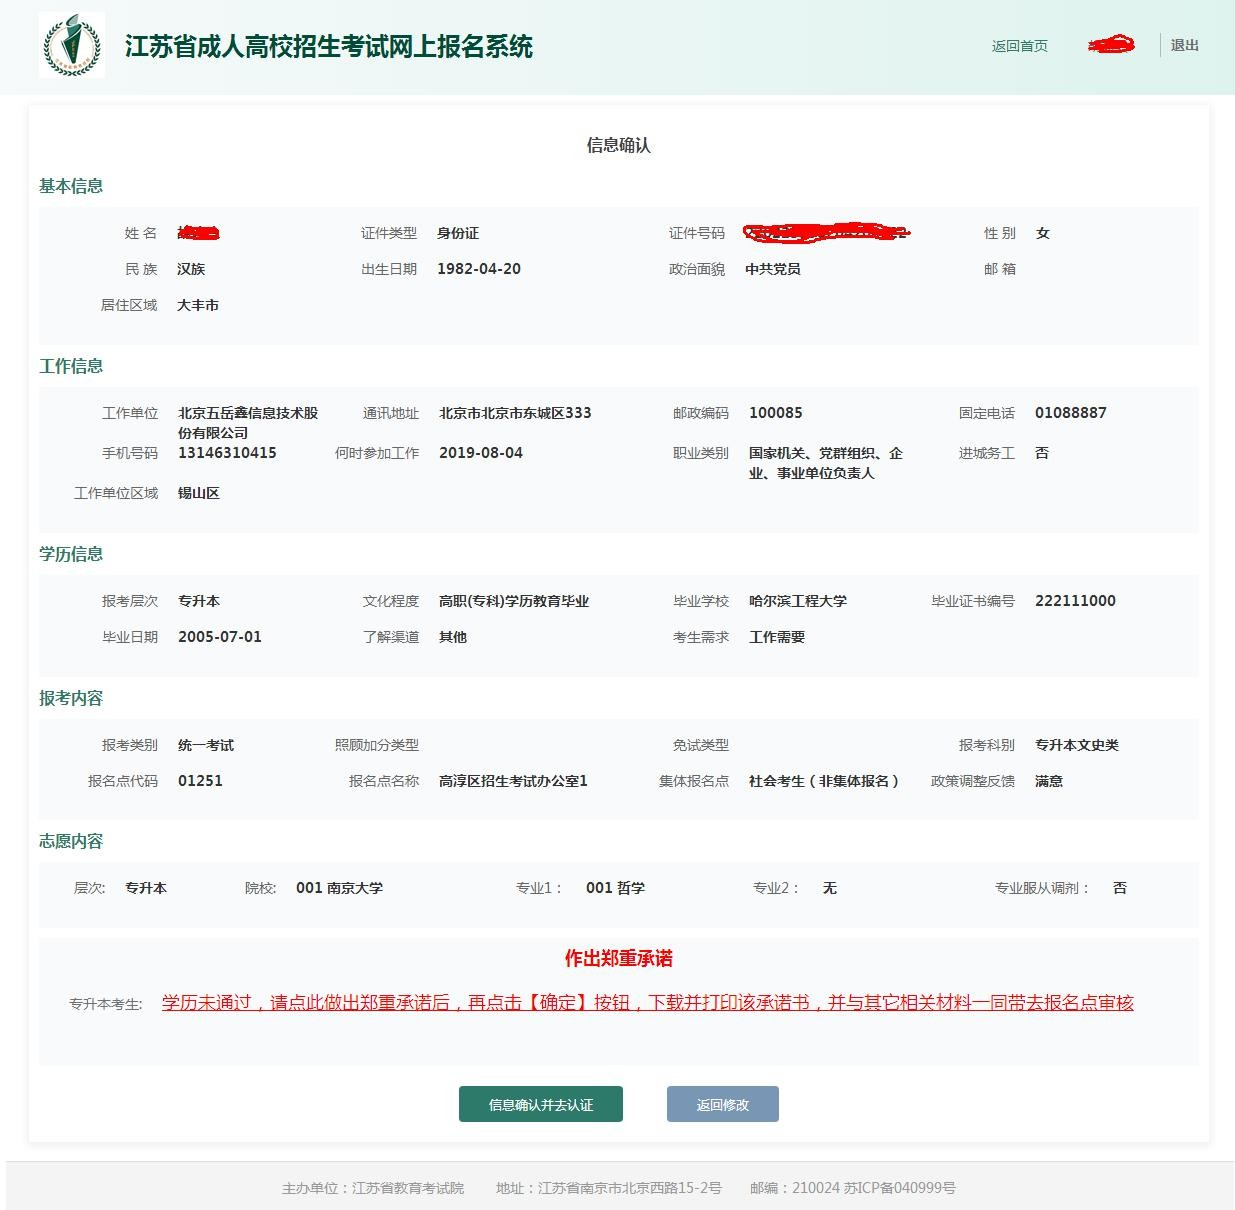 江苏省成人高校招生考试网上报名系统
返回首页 退出
信息确认
基本信息
姓 名 证件类型 身份证 证件号码 性 别 女
民 族 汉族 出生日期 1982-04-20 政治面貌 中共党员 邮 箱
居住区域 大丰市
工作信息
工作单位 北京五岳鑫信息技术股份有限公司 通讯地址 北京市北京市东城区333 邮政编码 100085 固定电话 01088887
手机号码 13146310415 何时参加工作 2019-08-04 职业类别 国家机关、党群组织、企业、事业单位负责人 进城务工 否
工作单位区域 锡山区
学历信息
报考层次 专升本 文化程度 高职(专科)学历教育毕业 毕业学校 哈尔滨工程大学 毕业证书编号 222111000
毕业日期 2005-07-01 了解渠道 其他 考生需求 工作需要
报考内容
报考类别 统一考试 照顾加分类型 免试类型 报考科别 专升本文史类
报名点代码 01251 报名点名称 高淳区招生考试办公室1 集体报名点 社会考生（非集体报名） 政策调整反馈 满意
志愿内容
层次: 专升本 院校: 001 南京大学 专业1： 001 哲学 专业2： 无 专业服从调剂： 否
作出郑重承诺
专升本考生: 学历未通过，请点此做出郑重承诺后，再点击【确定】按钮，下载并打印该承诺书，并与其它相关材料一同带去报名点审核
信息确认并去认证 返回修改
主办单位：江苏省教育考试院 地址：江苏省南京市北京西路15-2号 邮编：210024 苏ICP备040999号